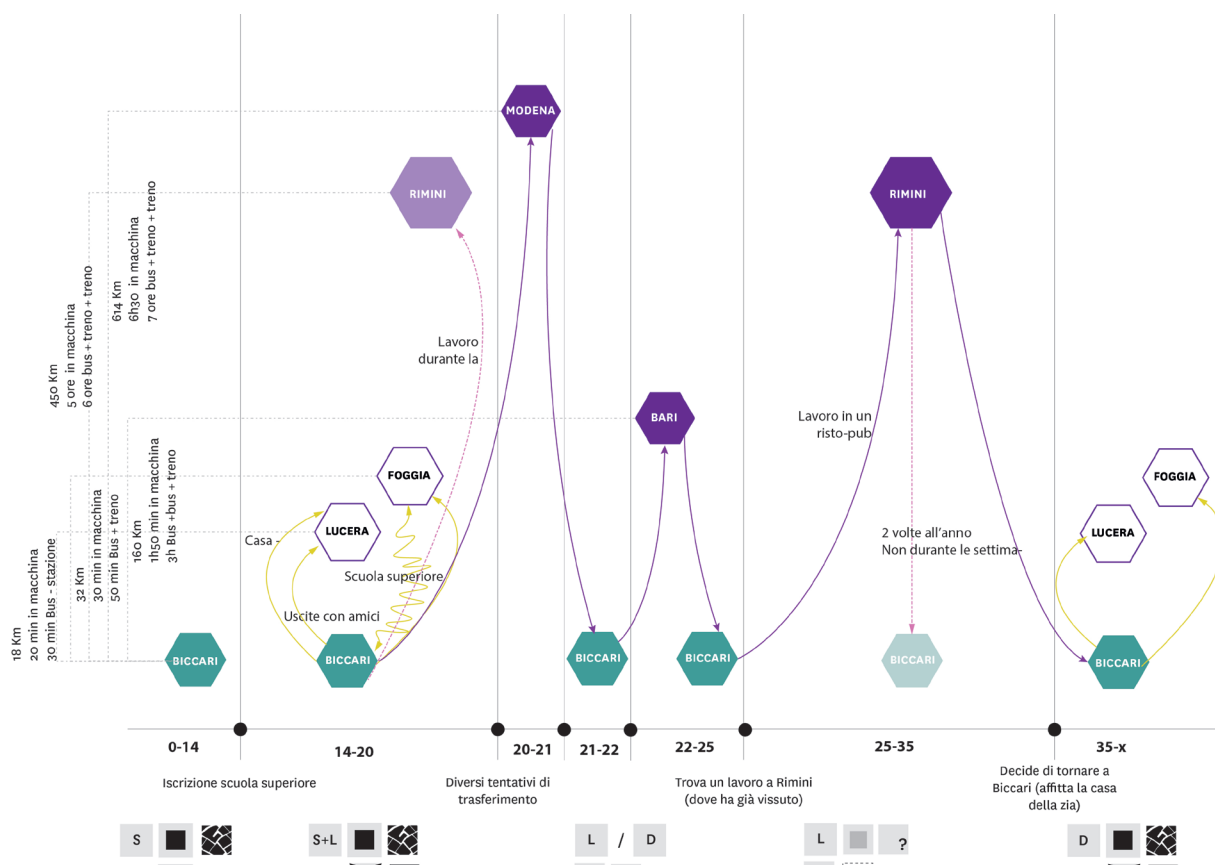 MODENA
RIMINI
RIMINI
614 Km
6h30 in macchina
7 ore bus + treno + treno
450 Km
5 ore in macchina
6 ore bus + treno + treno
Lavoro
durante la
BARI
Lavoro in un
risto-pub
160 Km
1h50 min in macchina
3h Bus +bus + treno
FOGGIA
FOGGIA
32 Km
30 min in macchina
50 min Bus + treno
LUCERA
LUCERA
Casa -
2 volte all'anno
Non durante le settima-
Scuola superiore
Uscite con amici
18 Km
20 min in macchina
30 min Bus - stazione
BICCARI
BICCARI
BICCARI
BICCARI
BICCARI
BICCARI
0-14
14-20
20-21
21-22
22-25
25-35
35-x
Iscrizione scuola superiore
Diversi tentativi di
trasferimento
Trova un lavoro a Rimini
(dove ha già vissuto)
Decide di tornare a
Biccari (affitta la casa
della zia)
S
S+L
L / D
L
?
D